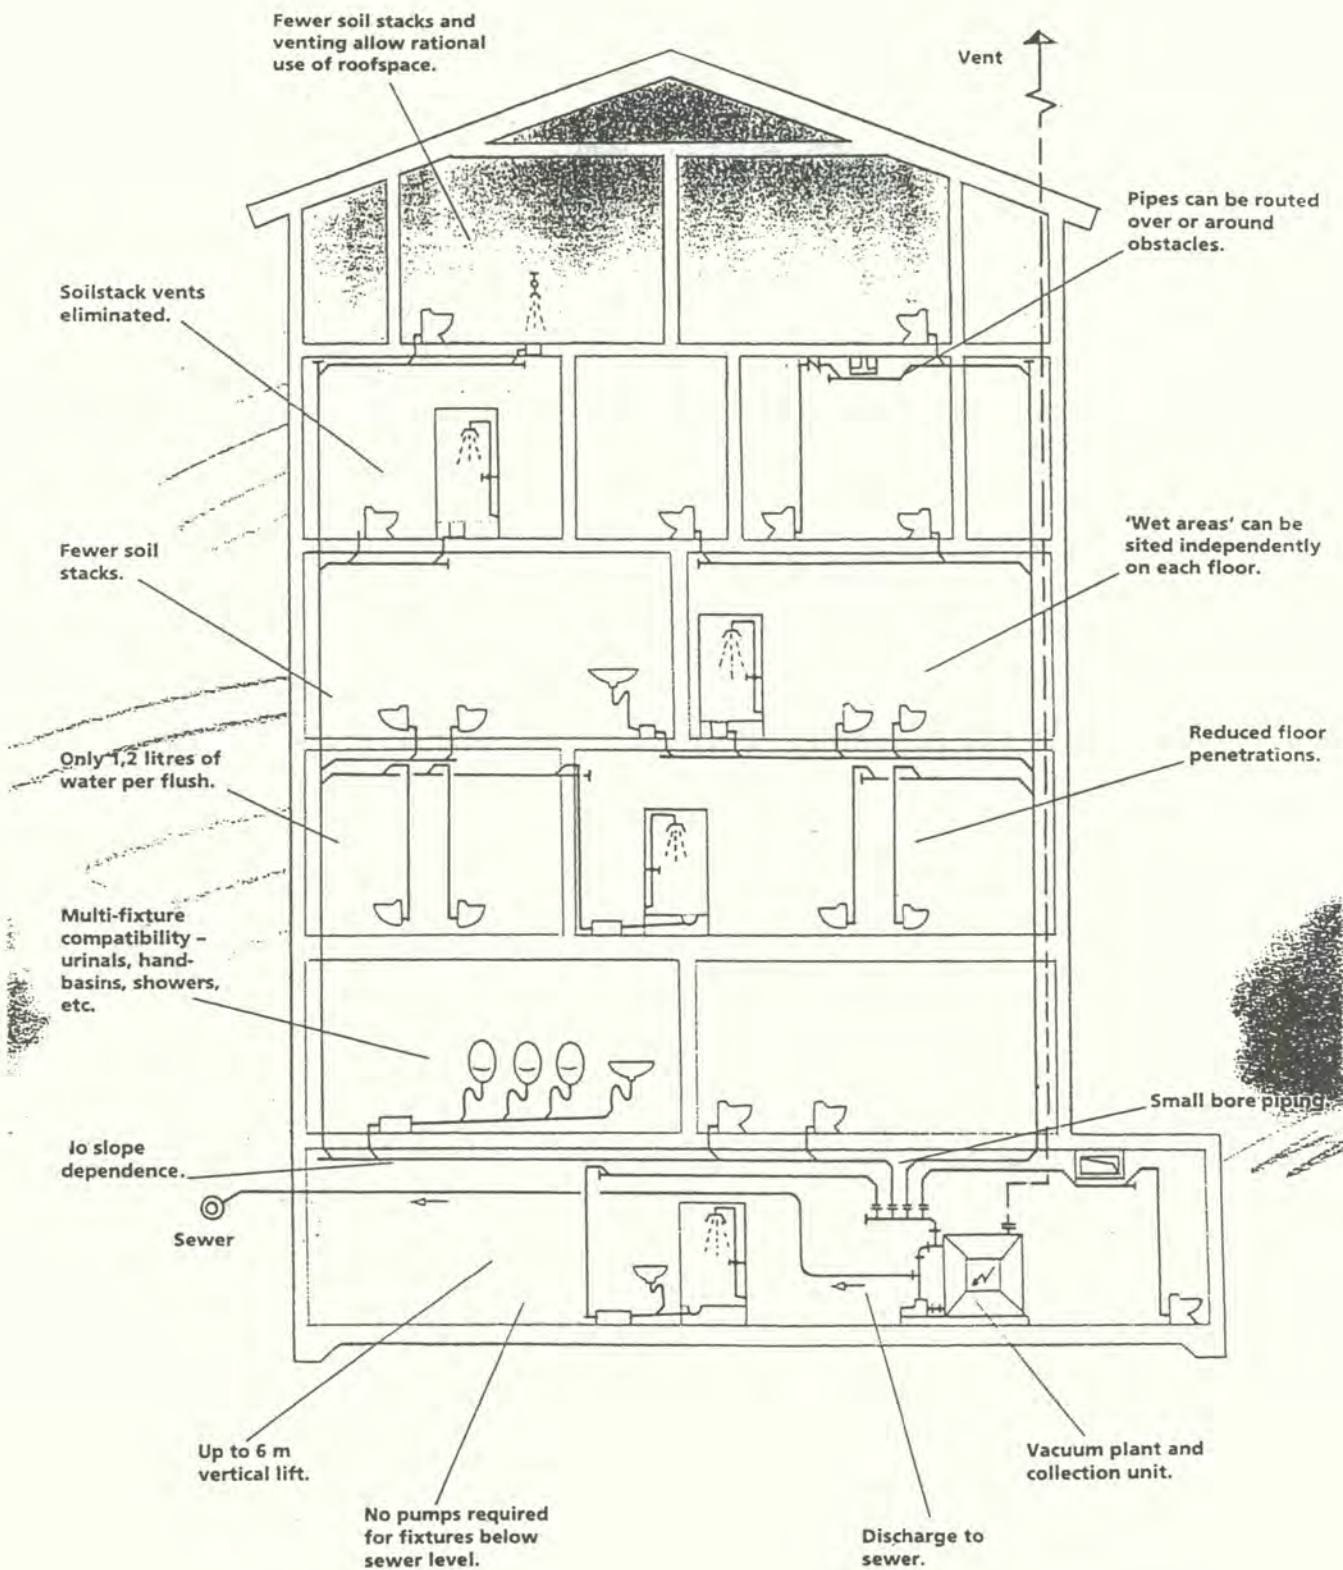 Fewer soil stacks and
venting allow rational
use of roofspace.
Vent
Pipes can be routed
over or around
obstacles.
Soilstack vents
eliminated.
'Wet areas' can be
sited independently
on each floor.
Fewer soil
stacks.
Reduced floor
penetrations.
Only 1,2 litres of
water per flush.
Multi-fixture
compatibility –
urinals, hand-
basins, showers,
etc.
Small bore piping.
lo slope
dependence.
Sewer
Up to 6 m
vertical lift.
Vacuum plant and
collection unit.
No pumps required
for fixtures below
sewer level.
Discharge to
sewer.